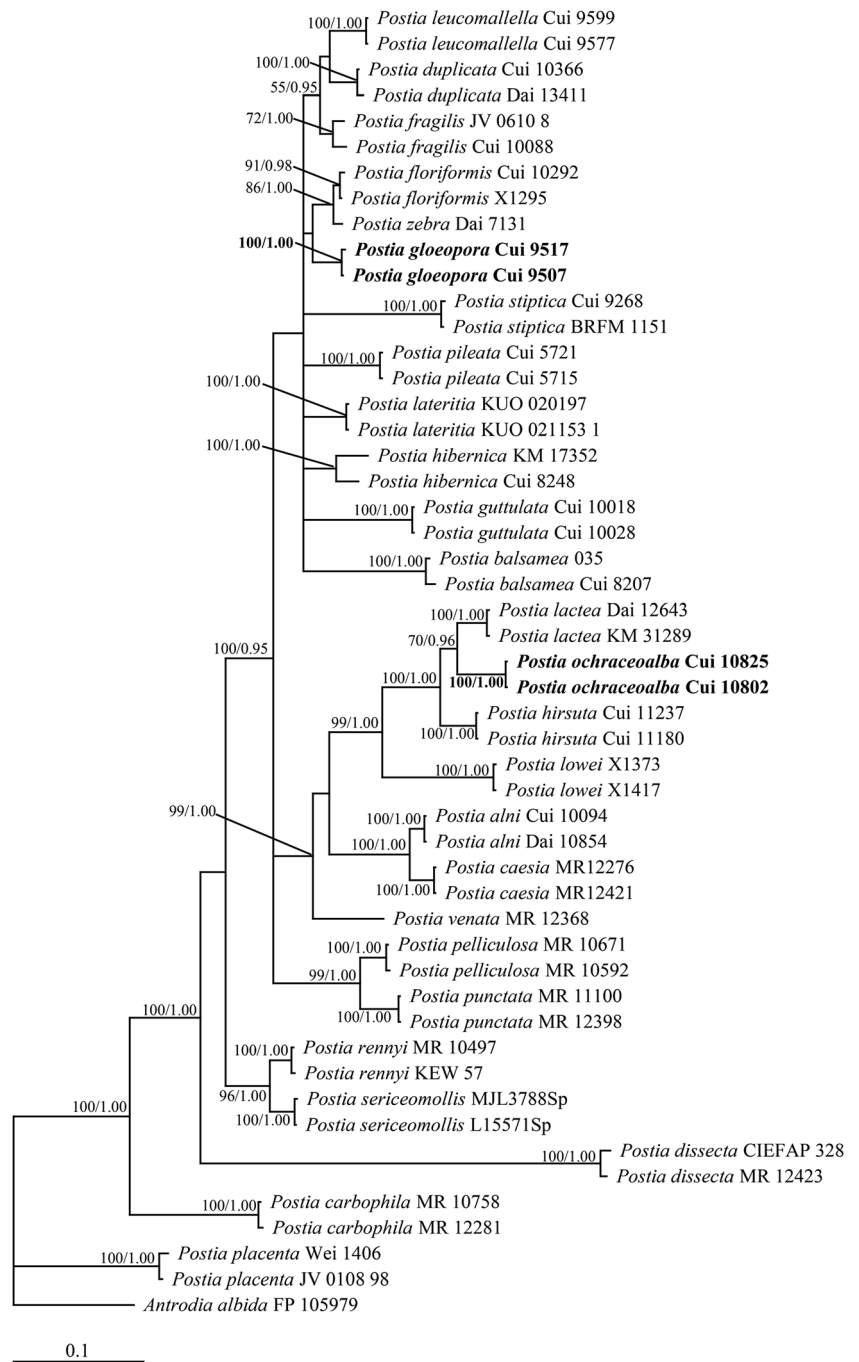 100/1.00
Postia leucomallella Cui 9599
Postia leucomallella Cui 9577
100/1.00
Postia duplicata Cui 10366
55/0.95
Postia duplicata Dai 13411
72/1.00
Postia fragilis JV 0610 8
Postia fragilis Cui 10088
91/0.98
Postia floriformis Cui 10292
86/1.00
Postia floriformis X1295
Postia zebra Dai 7131
100/1.00
Postia gloeopora Cui 9517
Postia gloeopora Cui 9507
100/1.00
Postia stiptica Cui 9268
Postia stiptica BRFM 1151
100/1.00
Postia pileata Cui 5721
Postia pileata Cui 5715
100/1.00
Postia lateritia KUO 020197
Postia lateritia KUO 021153 1
100/1.00
Postia hibernica KM 17352
Postia hibernica Cui 8248
100/1.00
Postia guttulata Cui 10018
Postia guttulata Cui 10028
100/1.00
Postia balsamea 035
Postia balsamea Cui 8207
100/1.00
Postia lactea Dai 12643
70/0.96
Postia lactea KM 31289
100/0.95
Postia ochraceoalba Cui 10825
100/1.00
100/1.00
Postia ochraceoalba Cui 10802
Postia hirsuta Cui 11237
99/1.00
100/1.00
Postia hirsuta Cui 11180
100/1.00
Postia lowei X1373
Postia lowei X1417
99/1.00
100/1.00
Postia alni Cui 10094
100/1.00
Postia alni Dai 10854
Postia caesia MR12276
100/1.00
Postia caesia MR12421
Postia venata MR 12368
100/1.00
Postia pelliculosa MR 10671
99/1.00
Postia pelliculosa MR 10592
Postia punctata MR 11100
100/1.00
100/1.00
Postia punctata MR 12398
100/1.00
Postia rennyi MR 10497
Postia rennyi KEW 57
96/1.00
Postia sericeomollis MJL3788Sp
100/1.00
100/1.00
Postia sericeomollis L15571Sp
100/1.00
Postia dissecta CIEFAP 328
Postia dissecta MR 12423
100/1.00
Postia carbophila MR 10758
Postia carbophila MR 12281
100/1.00
Postia placenta Wei 1406
Postia placenta JV 0108 98
Antrodia albida FP 105979
0.1